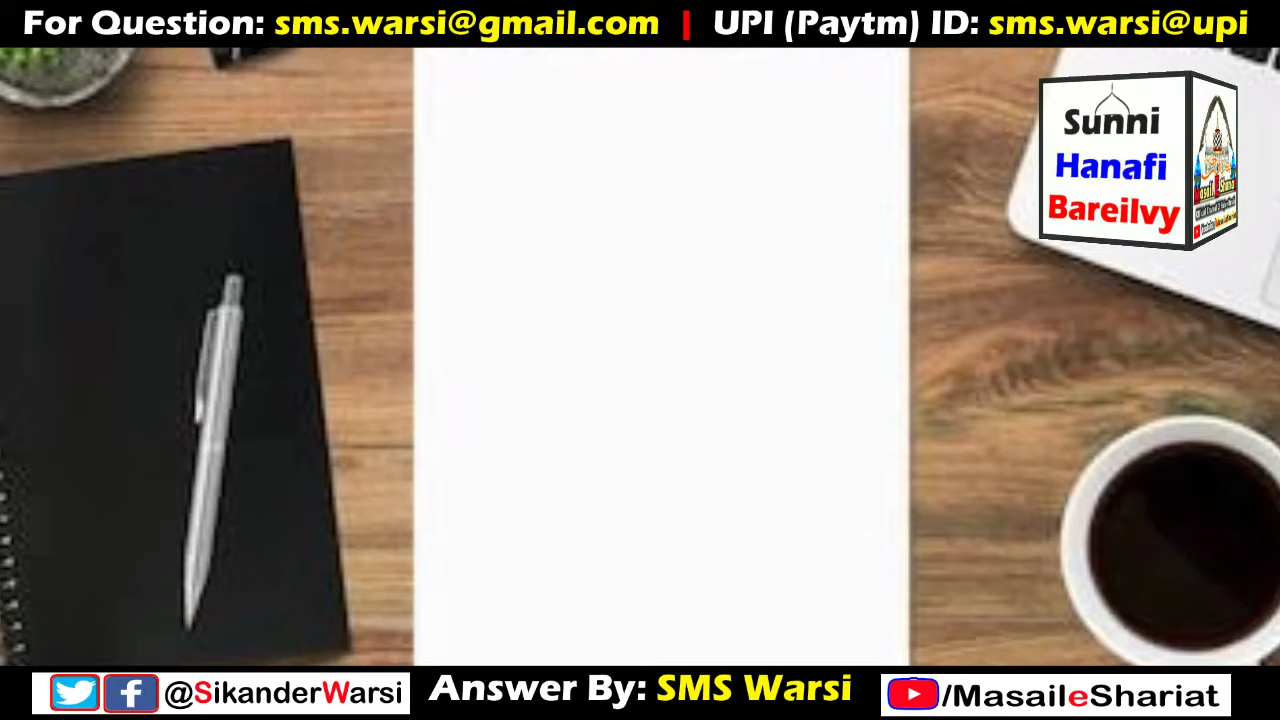 For Question: sms.warsi@gmail.com | UPI (Paytm) ID: sms.warsi@upi
Sunni
Hanafi
Bareilvy
@SikanderWarsi
Answer By: SMS Warsi
/MasaileShariat